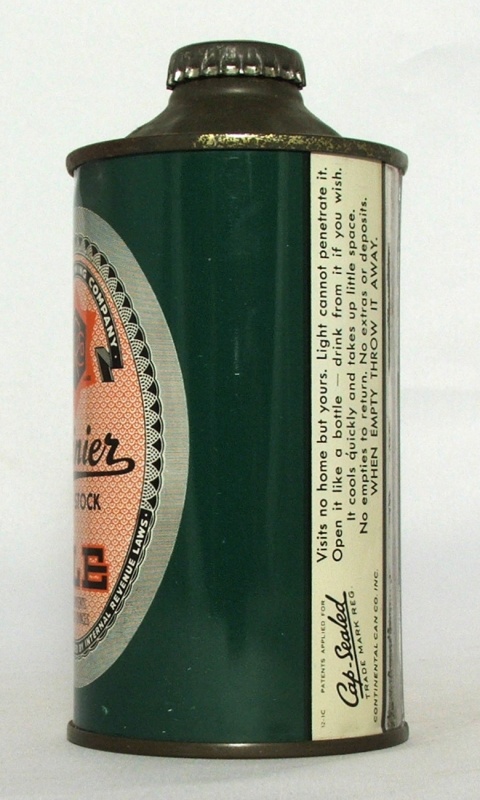 COMPANY.
nier
STOCK
INTERNAL REVENUE LAWS.
Visits no home but yours. Light cannot penetrate it.
Open it like a bottle — drink from it if you wish.
It cools quickly and takes up little space.
No empties to return. No extras or deposits.
WHEN EMPTY THROW IT AWAY.
12-1C PATENTS APPLIED FOR
Cap-Sealed
TRADE MARK REG.
CONTINENTAL CAN CO. INC.